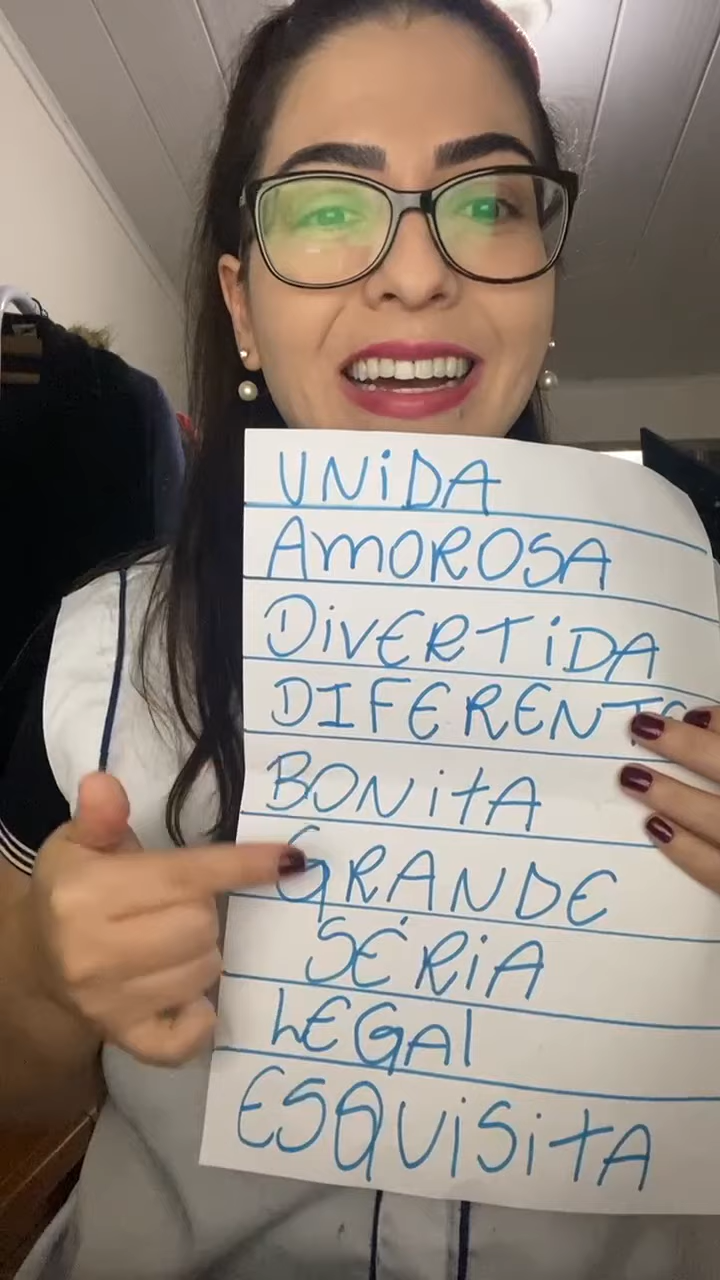 UNiDA
AMOROSA
DiVERTiDA
DIFERENTE
BONitA
GRANDE
SÉRiA
LEGAl
ESQUiSitA